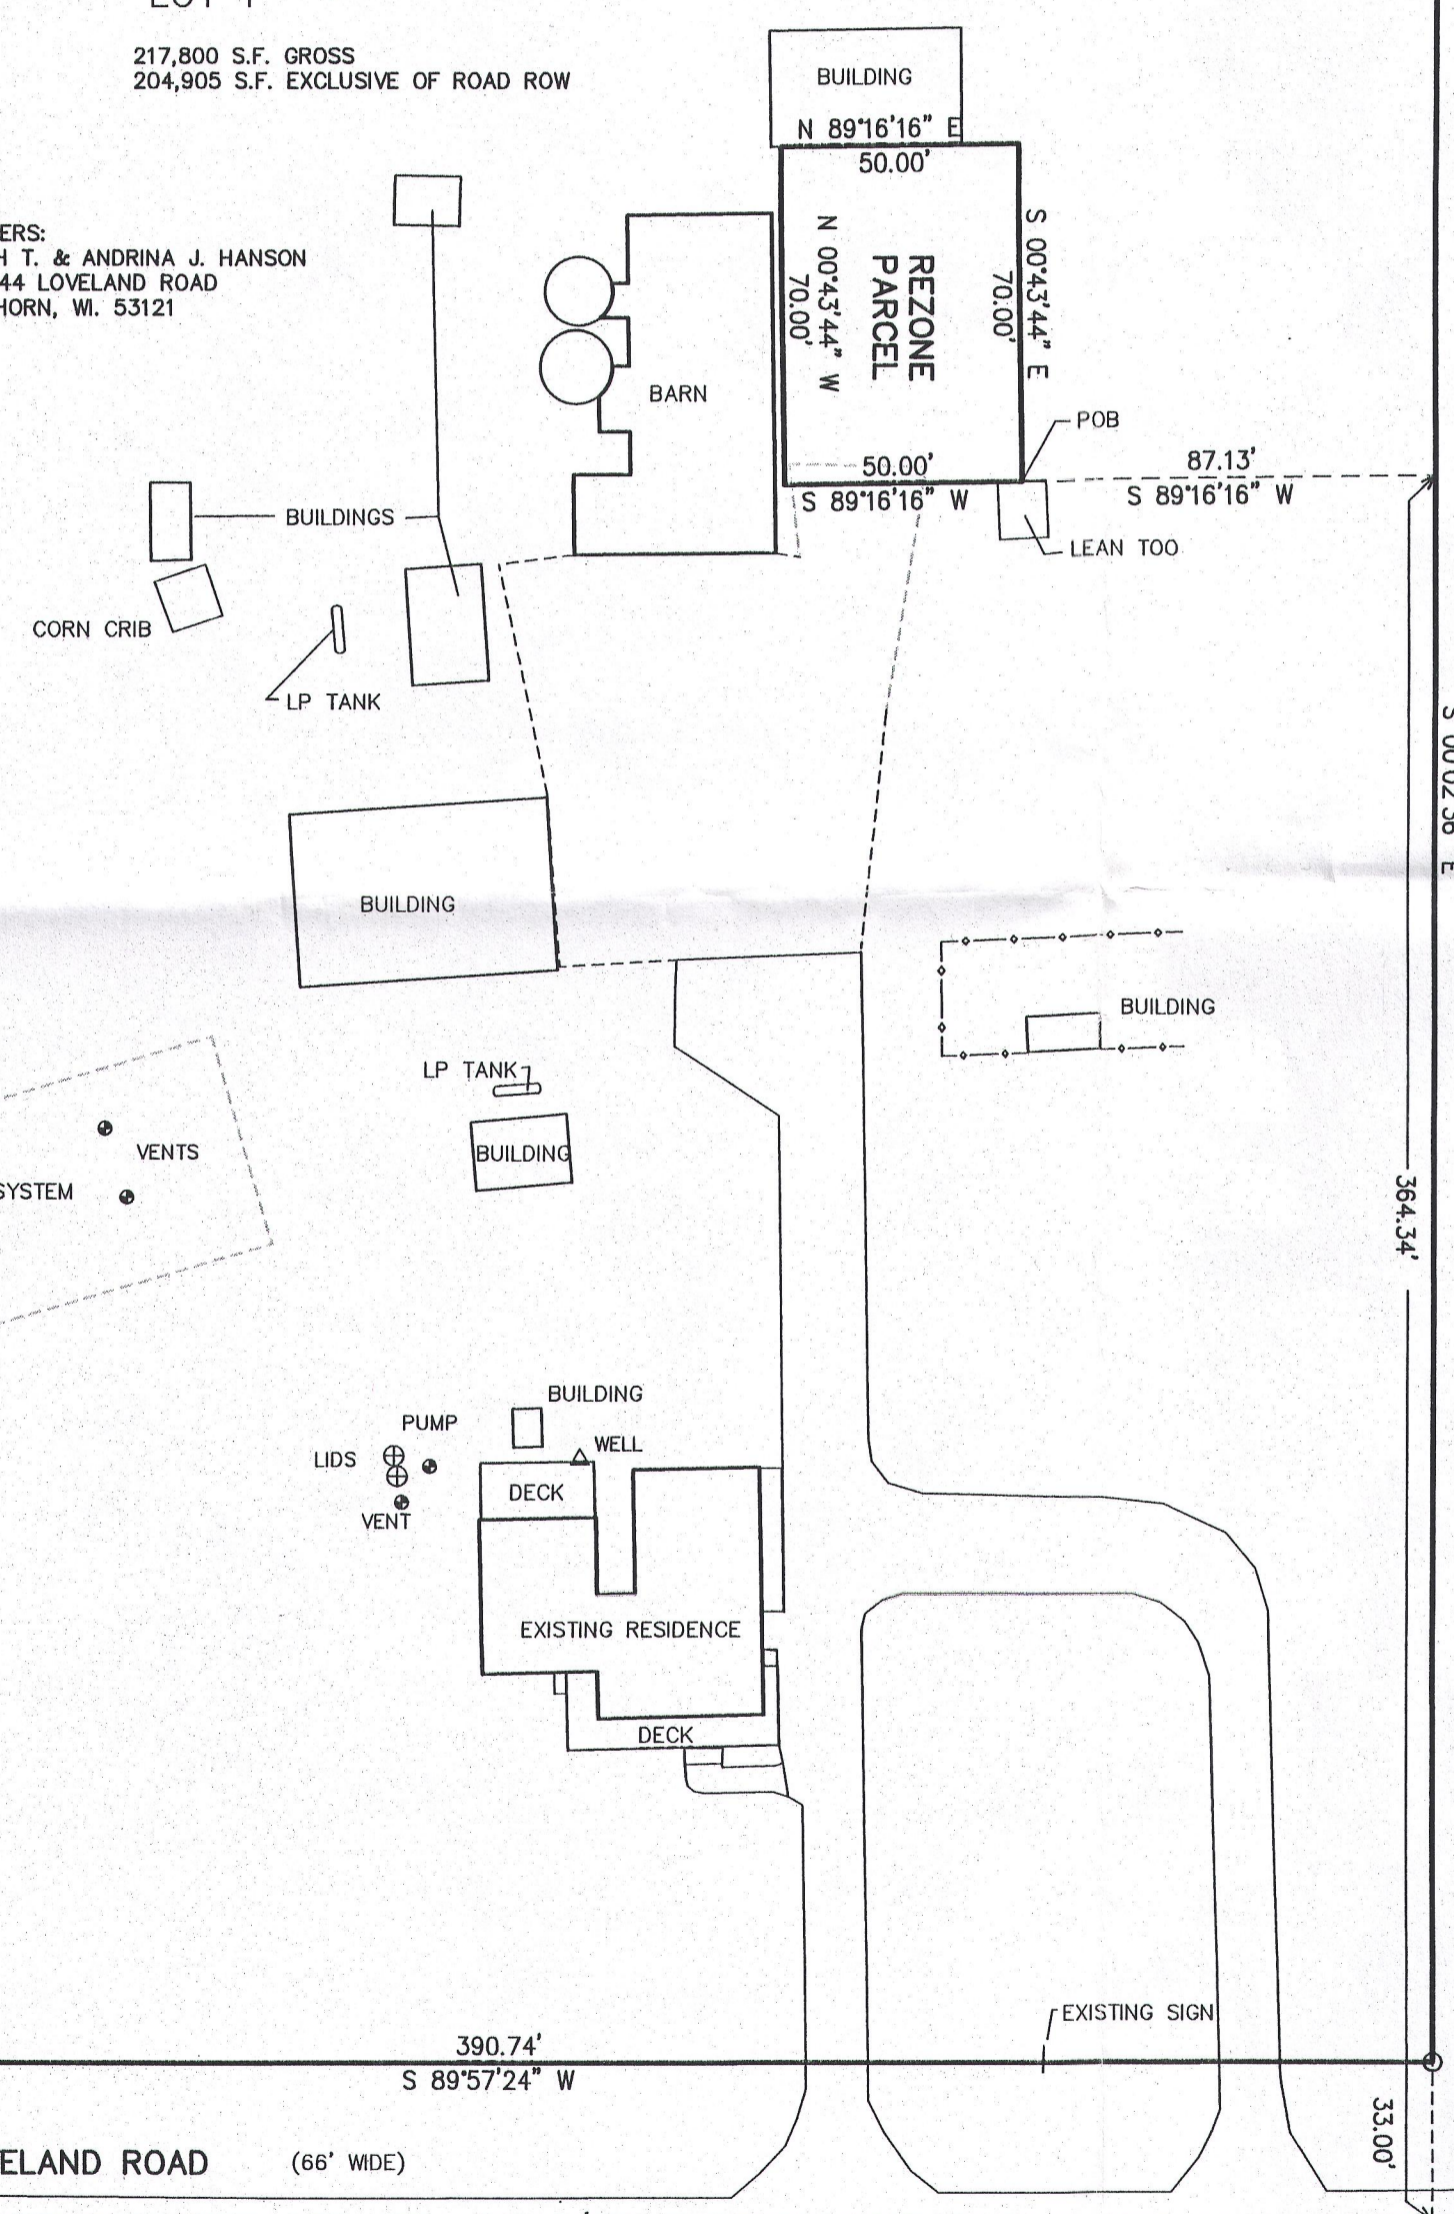 217,800 S.F. GROSS
204,905 S.F. EXCLUSIVE OF ROAD ROW
BUILDING
N 89°16'16" E
50.00'
ERS:
H T. & ANDRINA J. HANSON
44 LOVELAND ROAD
HORN, WI. 53121
N 00°43'44" W
70.00'
REZONE
PARCEL
S 00°43'44" E
70.00'
BARN
POB
50.00'
S 89°16'16" W
87.13'
S 89°16'16" W
LEAN TOO
BUILDINGS
CORN CRIB
LP TANK
BUILDING
BUILDING
LP TANK
BUILDING
VENTS
SYSTEM
364.34'
BUILDING
PUMP
LIDS
WELL
DECK
VENT
EXISTING RESIDENCE
DECK
EXISTING SIGN
390.74'
S 89°57'24" W
33.00'
ELAND ROAD (66' WIDE)